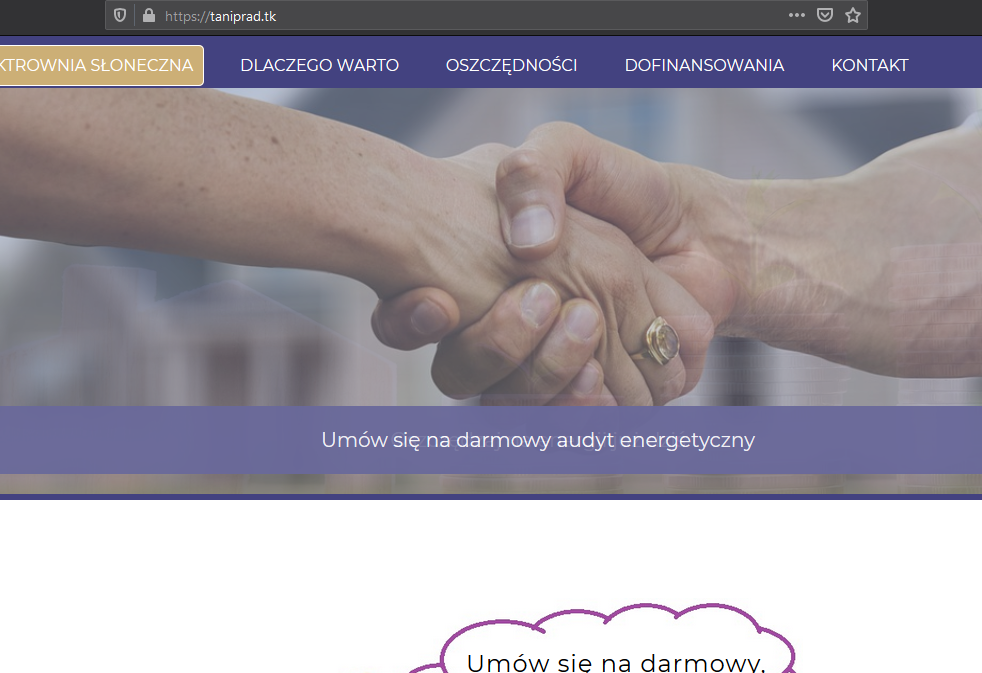 https://taniprad.tk
KTROWNIA SŁONECZNA DLACZEGO WARTO OSZCZĘDNOŚCI DOFINANSOWANIA KONTAKT
Umów się na darmowy audyt energetyczny
Umów się na darmowy,